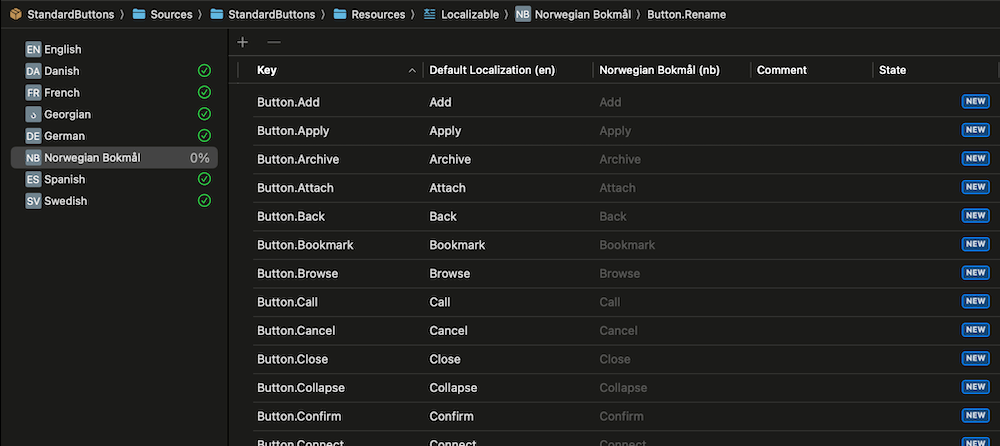 StandardButtons 〉 Sources 〉 StandardButtons 〉 Resources 〉 Localizable 〉 NB Norwegian Bokmål 〉 Button.Rename
EN English
DA Danish
FR French
Georgian
DE German
NB Norwegian Bokmål 0%
ES Spanish
SV Swedish
Key Default Localization (en) Norwegian Bokmål (nb) Comment State
Button.Add Add Add NEW
Button.Apply Apply Apply NEW
Button.Archive Archive Archive NEW
Button.Attach Attach Attach NEW
Button.Back Back Back NEW
Button.Bookmark Bookmark Bookmark NEW
Button.Browse Browse Browse NEW
Button.Call Call Call NEW
Button.Cancel Cancel Cancel NEW
Button.Close Close Close NEW
Button.Collapse Collapse Collapse NEW
Button.Confirm Confirm Confirm NEW
Button.Connect Connect Connect NEW